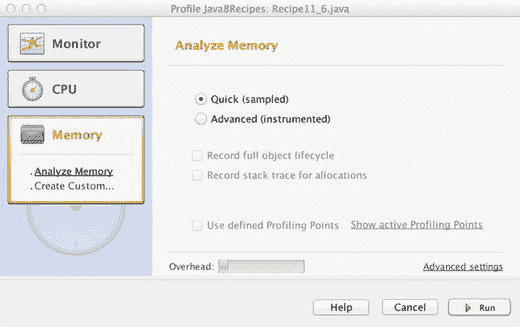 Profile Java8Recipes: Recipe11_6.java
Monitor
CPU
Memory
. Analyze Memory
. Create Custom...
Analyze Memory
Quick (sampled)
Advanced (instrumented)
Record full object lifecycle
Record stack trace for allocations
Use defined Profiling Points Show active Profiling Points
Overhead: Advanced settings
Help Cancel Run